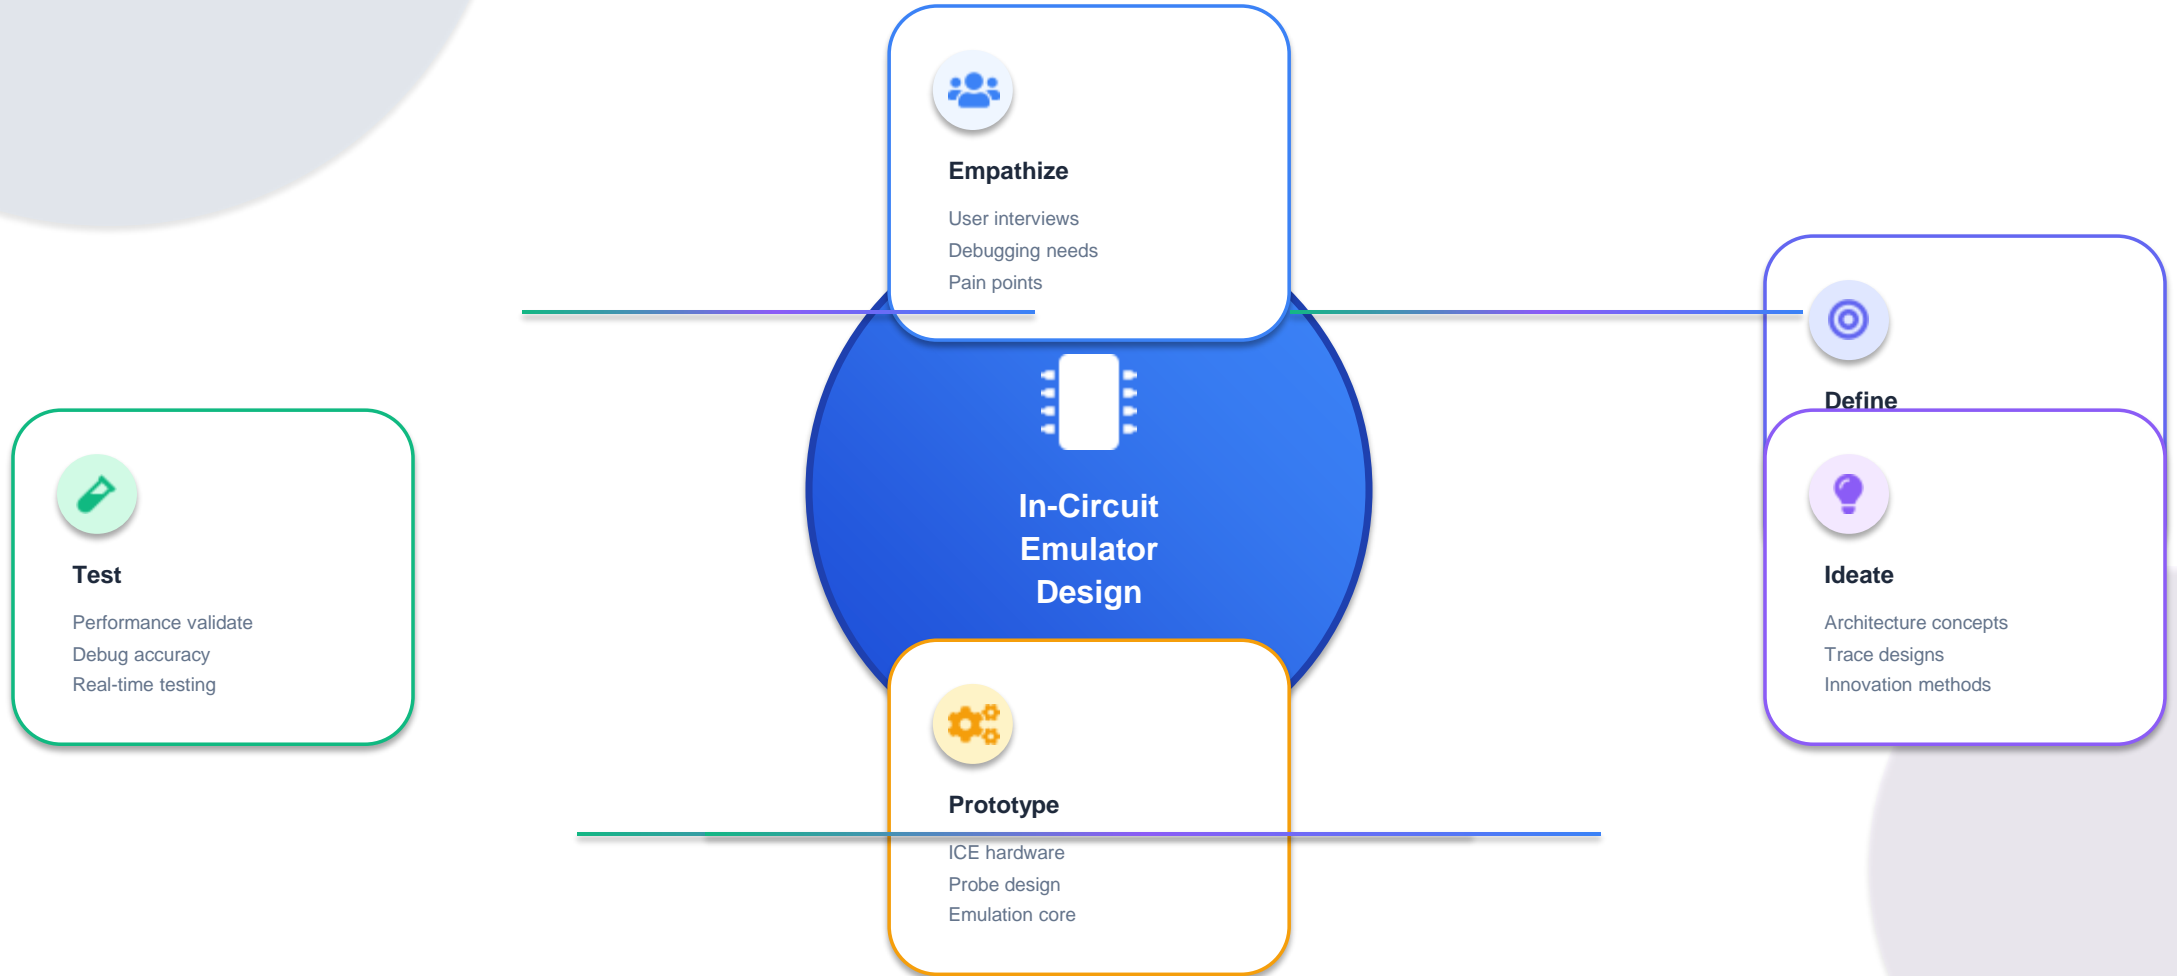 Empathize
User interviews
Debugging needs
Pain points
Define
In-Circuit
Emulator
Design
Test
Performance validate
Debug accuracy
Real-time testing
Ideate
Architecture concepts
Trace designs
Innovation methods
Prototype
ICE hardware
Probe design
Emulation core